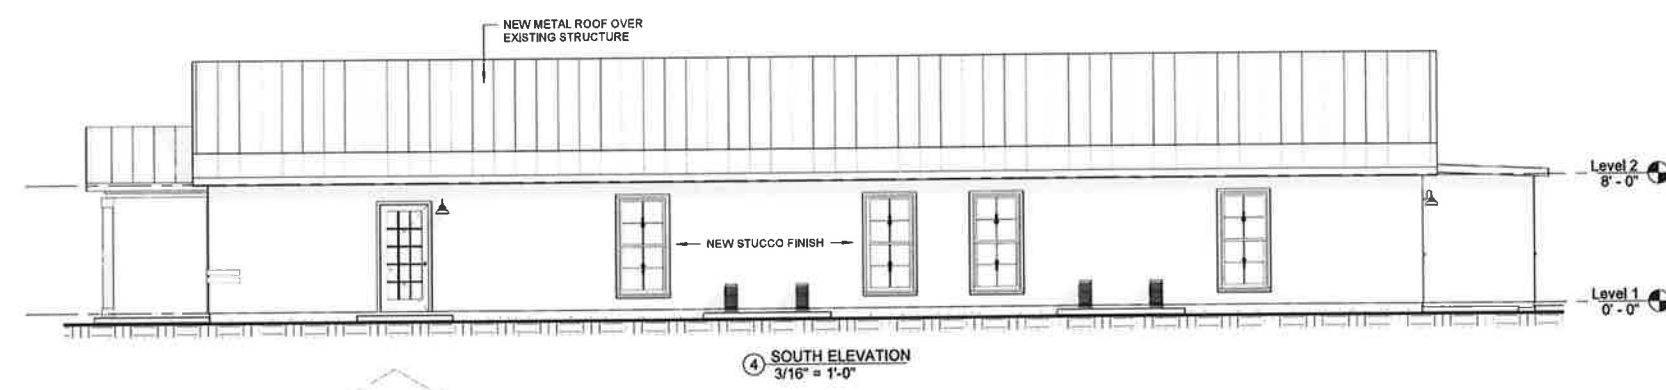 NEW METAL ROOF OVER
EXISTING STRUCTURE
Level 2
8' - 0"
NEW STUCCO FINISH
Level 1
0' - 0"
4 SOUTH ELEVATION
3/16" = 1'-0"